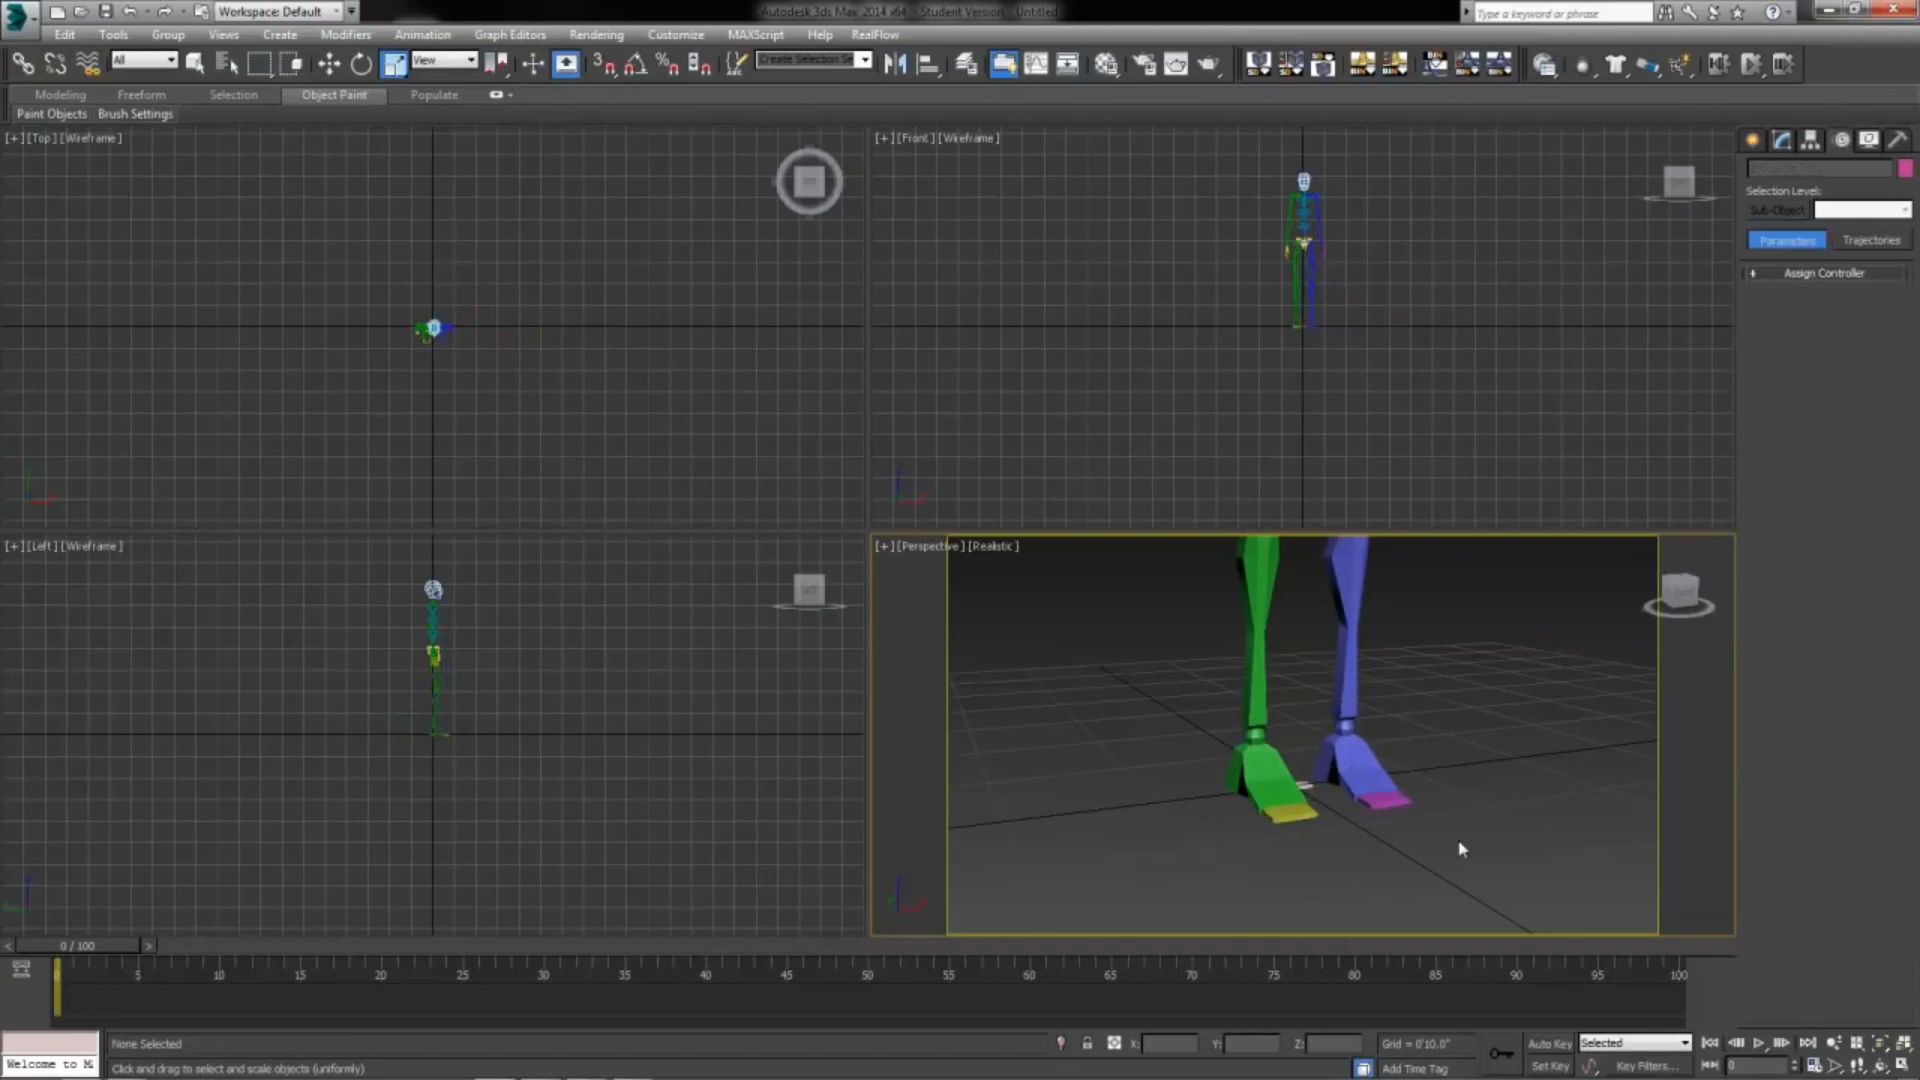 Workspace: Default
Autodesk 3ds Max 2014 x64 - Student Version Untitled
Type a keyword or phrase
Edit Tools Group Views Create Modifiers Animation Graph Editors Rendering Customize MAXScript Help RealFlow
All
View
Create Selection Se
Modeling Freeform Selection Object Paint Populate
Paint Objects Brush Settings
[+] [Top] [Wireframe]
[+] [Front] [Wireframe]
Selection Level:
Sub-Object
Parameters Trajectories
+ Assign Controller
[+] [Left] [Wireframe]
[+] [Perspective] [Realistic]
< 0 / 100 >
0 5 10 15 20 25 30 35 40 45 50 55 60 65 70 75 80 85 90 95 100
None Selected
X: Y: Z: Grid = 0'10.0"
Auto Key Selected
Welcome to M
Click and drag to select and scale objects (uniformly)
Add Time Tag
Set Key Key Filters... 0